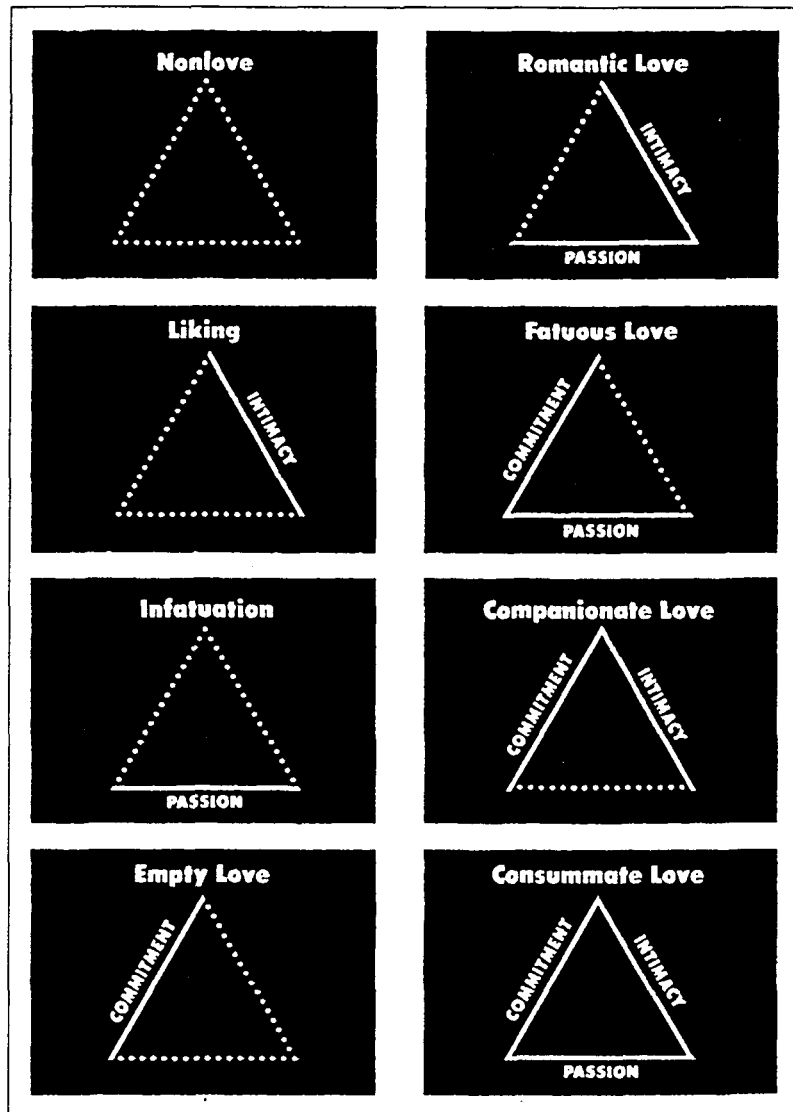 Nonlove
Romantic Love
INTIMACY
PASSION
Liking
INTIMACY
Fatuous Love
COMMITMENT
PASSION
Infatuation
PASSION
Companionate Love
COMMITMENT
INTIMACY
Empty Love
COMMITMENT
Consummate Love
COMMITMENT
INTIMACY
PASSION